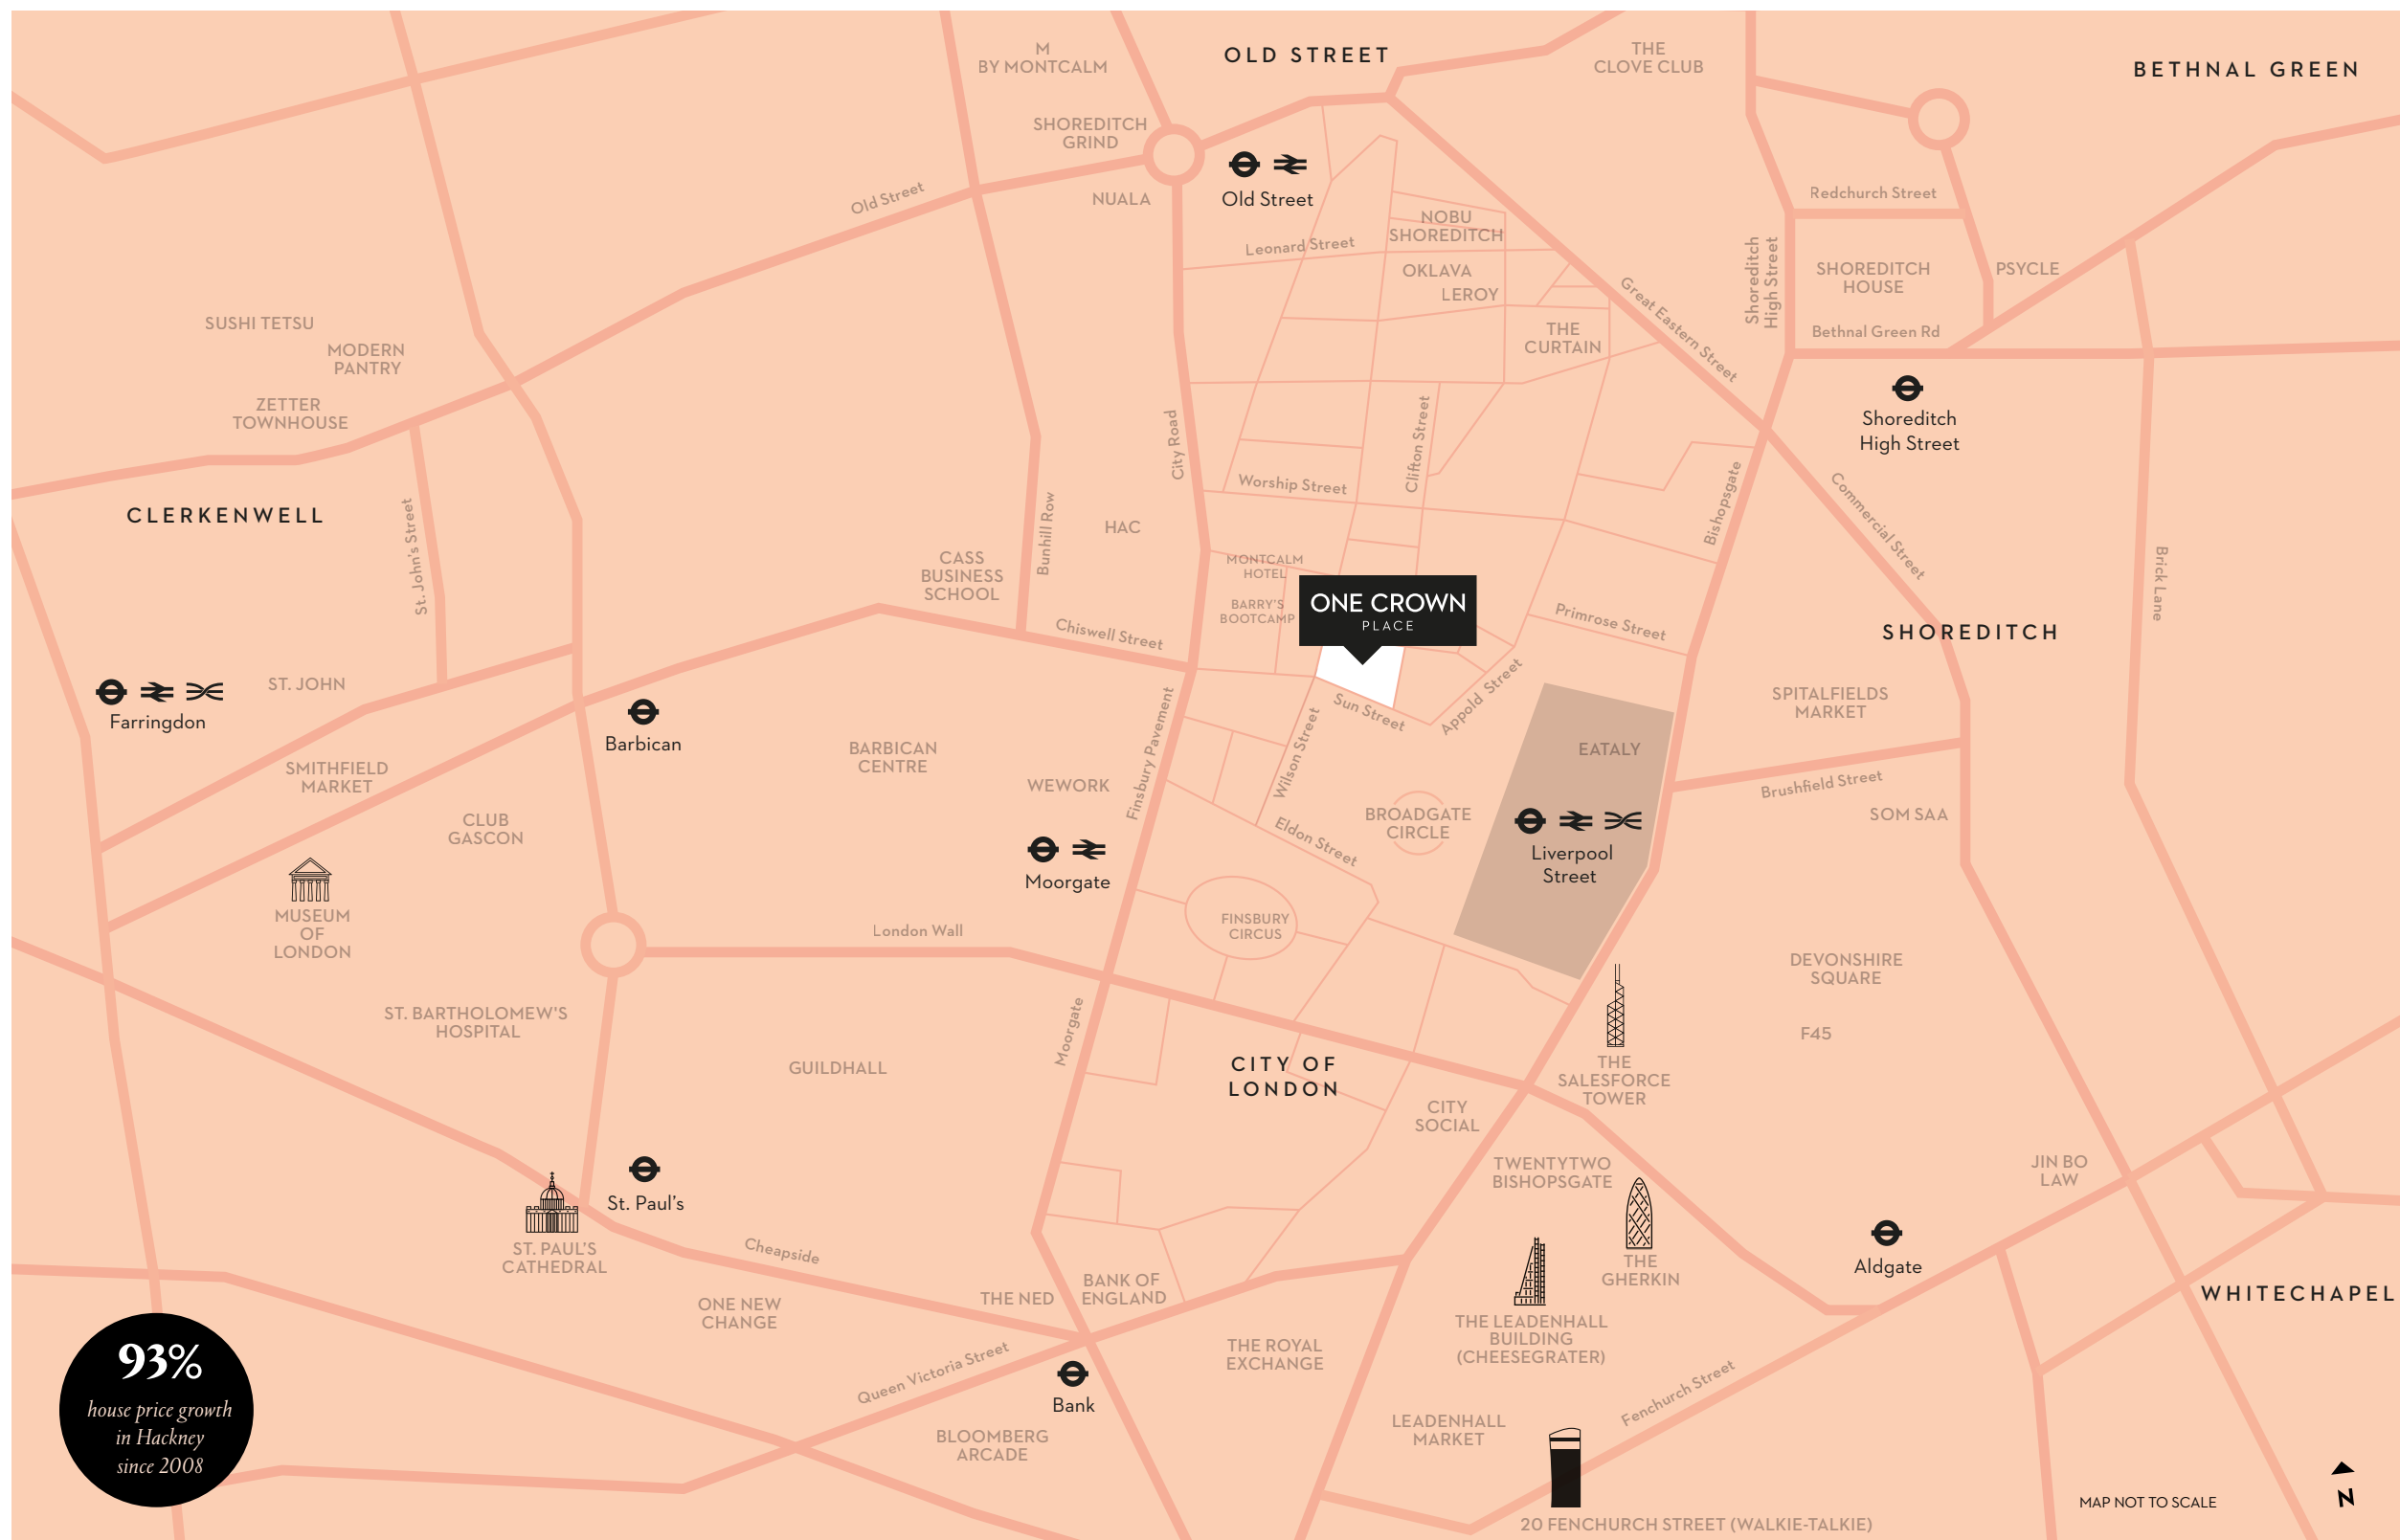 M
BY MONTCALM
OLD STREET
THE
CLOVE CLUB
BETHNAL GREEN
SHOREDITCH
GRIND
Old Street
NUALA
Old Street
Redchurch Street
NOBU
SHOREDITCH
Leonard Street
OKLAVA
LEROY
Great Eastern Street
Shoreditch
High Street
SHOREDITCH
HOUSE
PSYCLE
SUSHI TETSU
MODERN
PANTRY
THE
CURTAIN
Bethnal Green Rd
ZETTER
TOWNHOUSE
City Road
Clifton Street
Shoreditch
High Street
Worship Street
Bishopsgate
Commercial Street
CLERKENWELL
St. John's Street
Bunhill Row
HAC
CASS
BUSINESS
SCHOOL
MONTCALM
HOTEL
BARRY'S
BOOTCAMP
ONE CROWN
PLACE
Primrose Street
Brick Lane
SHOREDITCH
Chiswell Street
ST. JOHN
Farringdon
Barbican
Finsbury Pavement
Wilson Street
Sun Street
Appold Street
SPITALFIELDS
MARKET
EATALY
SMITHFIELD
MARKET
BARBICAN
CENTRE
WEWORK
Brushfield Street
SOM SAA
CLUB
GASCON
BROADGATE
CIRCLE
Eldon Street
Liverpool
Street
Moorgate
MUSEUM
OF
LONDON
London Wall
FINSBURY
CIRCUS
DEVONSHIRE
SQUARE
ST. BARTHOLOMEW'S
HOSPITAL
Moorgate
F45
GUILDHALL
CITY OF
LONDON
THE
SALESFORCE
TOWER
CITY
SOCIAL
TWENTYTWO
BISHOPSGATE
JIN BO
LAW
St. Paul's
ST. PAUL'S
CATHEDRAL
Cheapside
THE
GHERKIN
Aldgate
WHITECHAPEL
ONE NEW
CHANGE
THE NED
BANK OF
ENGLAND
THE LEADENHALL
BUILDING
(CHEESEGRATER)
THE ROYAL
EXCHANGE
Queen Victoria Street
Bank
Fenchurch Street
93%
house price growth
in Hackney
since 2008
BLOOMBERG
ARCADE
LEADENHALL
MARKET
MAP NOT TO SCALE
N
20 FENCHURCH STREET (WALKIE-TALKIE)